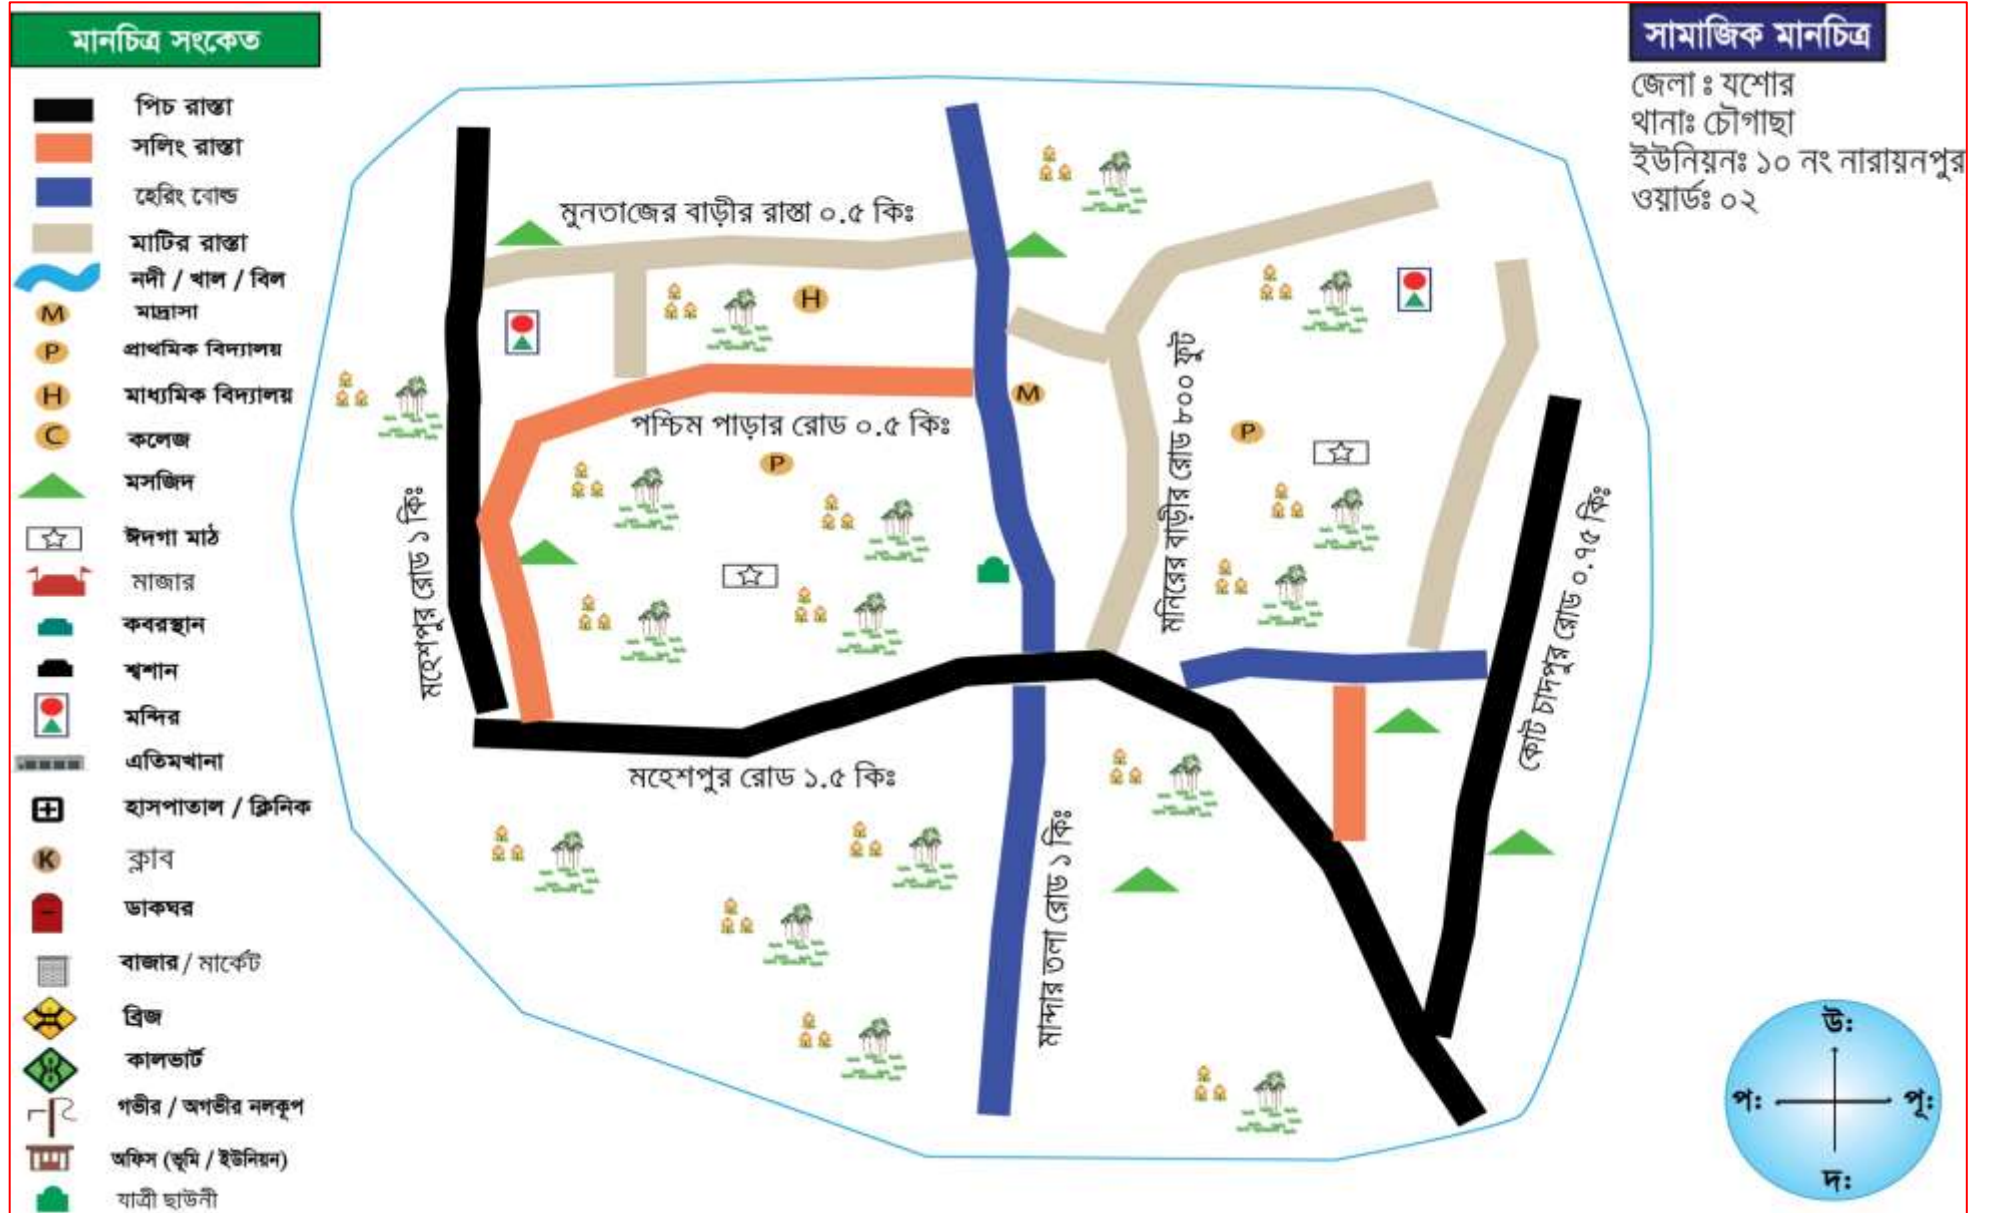 মানচিত্র সংকেত
পিচ রাস্তা
সলিং রাস্তা
হেরিং বোল্ড
মাটির রাস্তা
নদী / খাল / বিল
M মাদ্রাসা
P প্রাথমিক বিদ্যালয়
H মাধ্যমিক বিদ্যালয়
C কলেজ
মসজিদ
ঈদগা মাঠ
মাজার
কবরস্থান
শ্বশান
মন্দির
এতিমখানা
হাসপাতাল / ক্লিনিক
K ক্লাব
ডাকঘর
বাজার / মার্কেট
ব্রিজ
কালভার্ট
গভীর / অগভীর নলকূপ
অফিস (ভূমি / ইউনিয়ন)
যাত্রী ছাউনী
মুনতাজের বাড়ীর রাস্তা ০.৫ কিঃ
H
পশ্চিম পাড়ার রোড ০.৫ কিঃ
M
P
P
মহেশপুর রোড ১ কিঃ
মনিরের বাড়ীর রোড ৮০০ ফুট
কোট চাদপুর রোড ০.৭৫ কিঃ
মহেশপুর রোড ১.৫ কিঃ
মান্দার তলা রোড ১ কিঃ
সামাজিক মানচিত্র
জেলা ঃ যশোর
থানাঃ চৌগাছা
ইউনিয়নঃ ১০ নং নারায়নপুর
ওয়ার্ডঃ ০২
উ:
প: পূ:
দ: